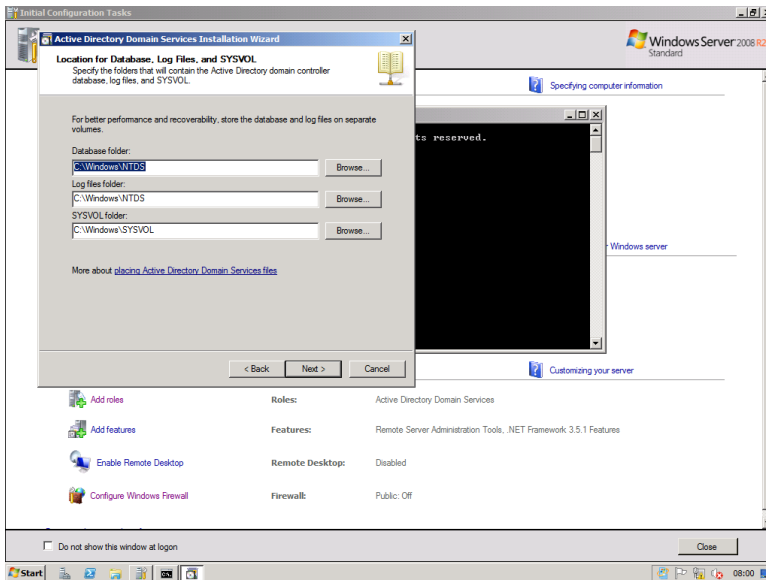 Initial Configuration Tasks
Windows Server 2008 R2
Standard
Active Directory Domain Services Installation Wizard
Location for Database, Log Files, and SYSVOL
Specify the folders that will contain the Active Directory domain controller
database, log files, and SYSVOL.
Specifying computer information
For better performance and recoverability, store the database and log files on separate
volumes.
ts reserved.
Database folder:
C:\Windows\NTDS
Browse...
Log files folder:
C:\Windows\NTDS
Browse...
SYSVOL folder:
C:\Windows\SYSVOL
Browse...
Windows server
More about placing Active Directory Domain Services files
< Back
Next >
Cancel
Customizing your server
Add roles
Roles:
Active Directory Domain Services
Add features
Features:
Remote Server Administration Tools, .NET Framework 3.5.1 Features
Enable Remote Desktop
Remote Desktop:
Disabled
Configure Windows Firewall
Firewall:
Public: Off
Do not show this window at logon
Close
Start
08:00